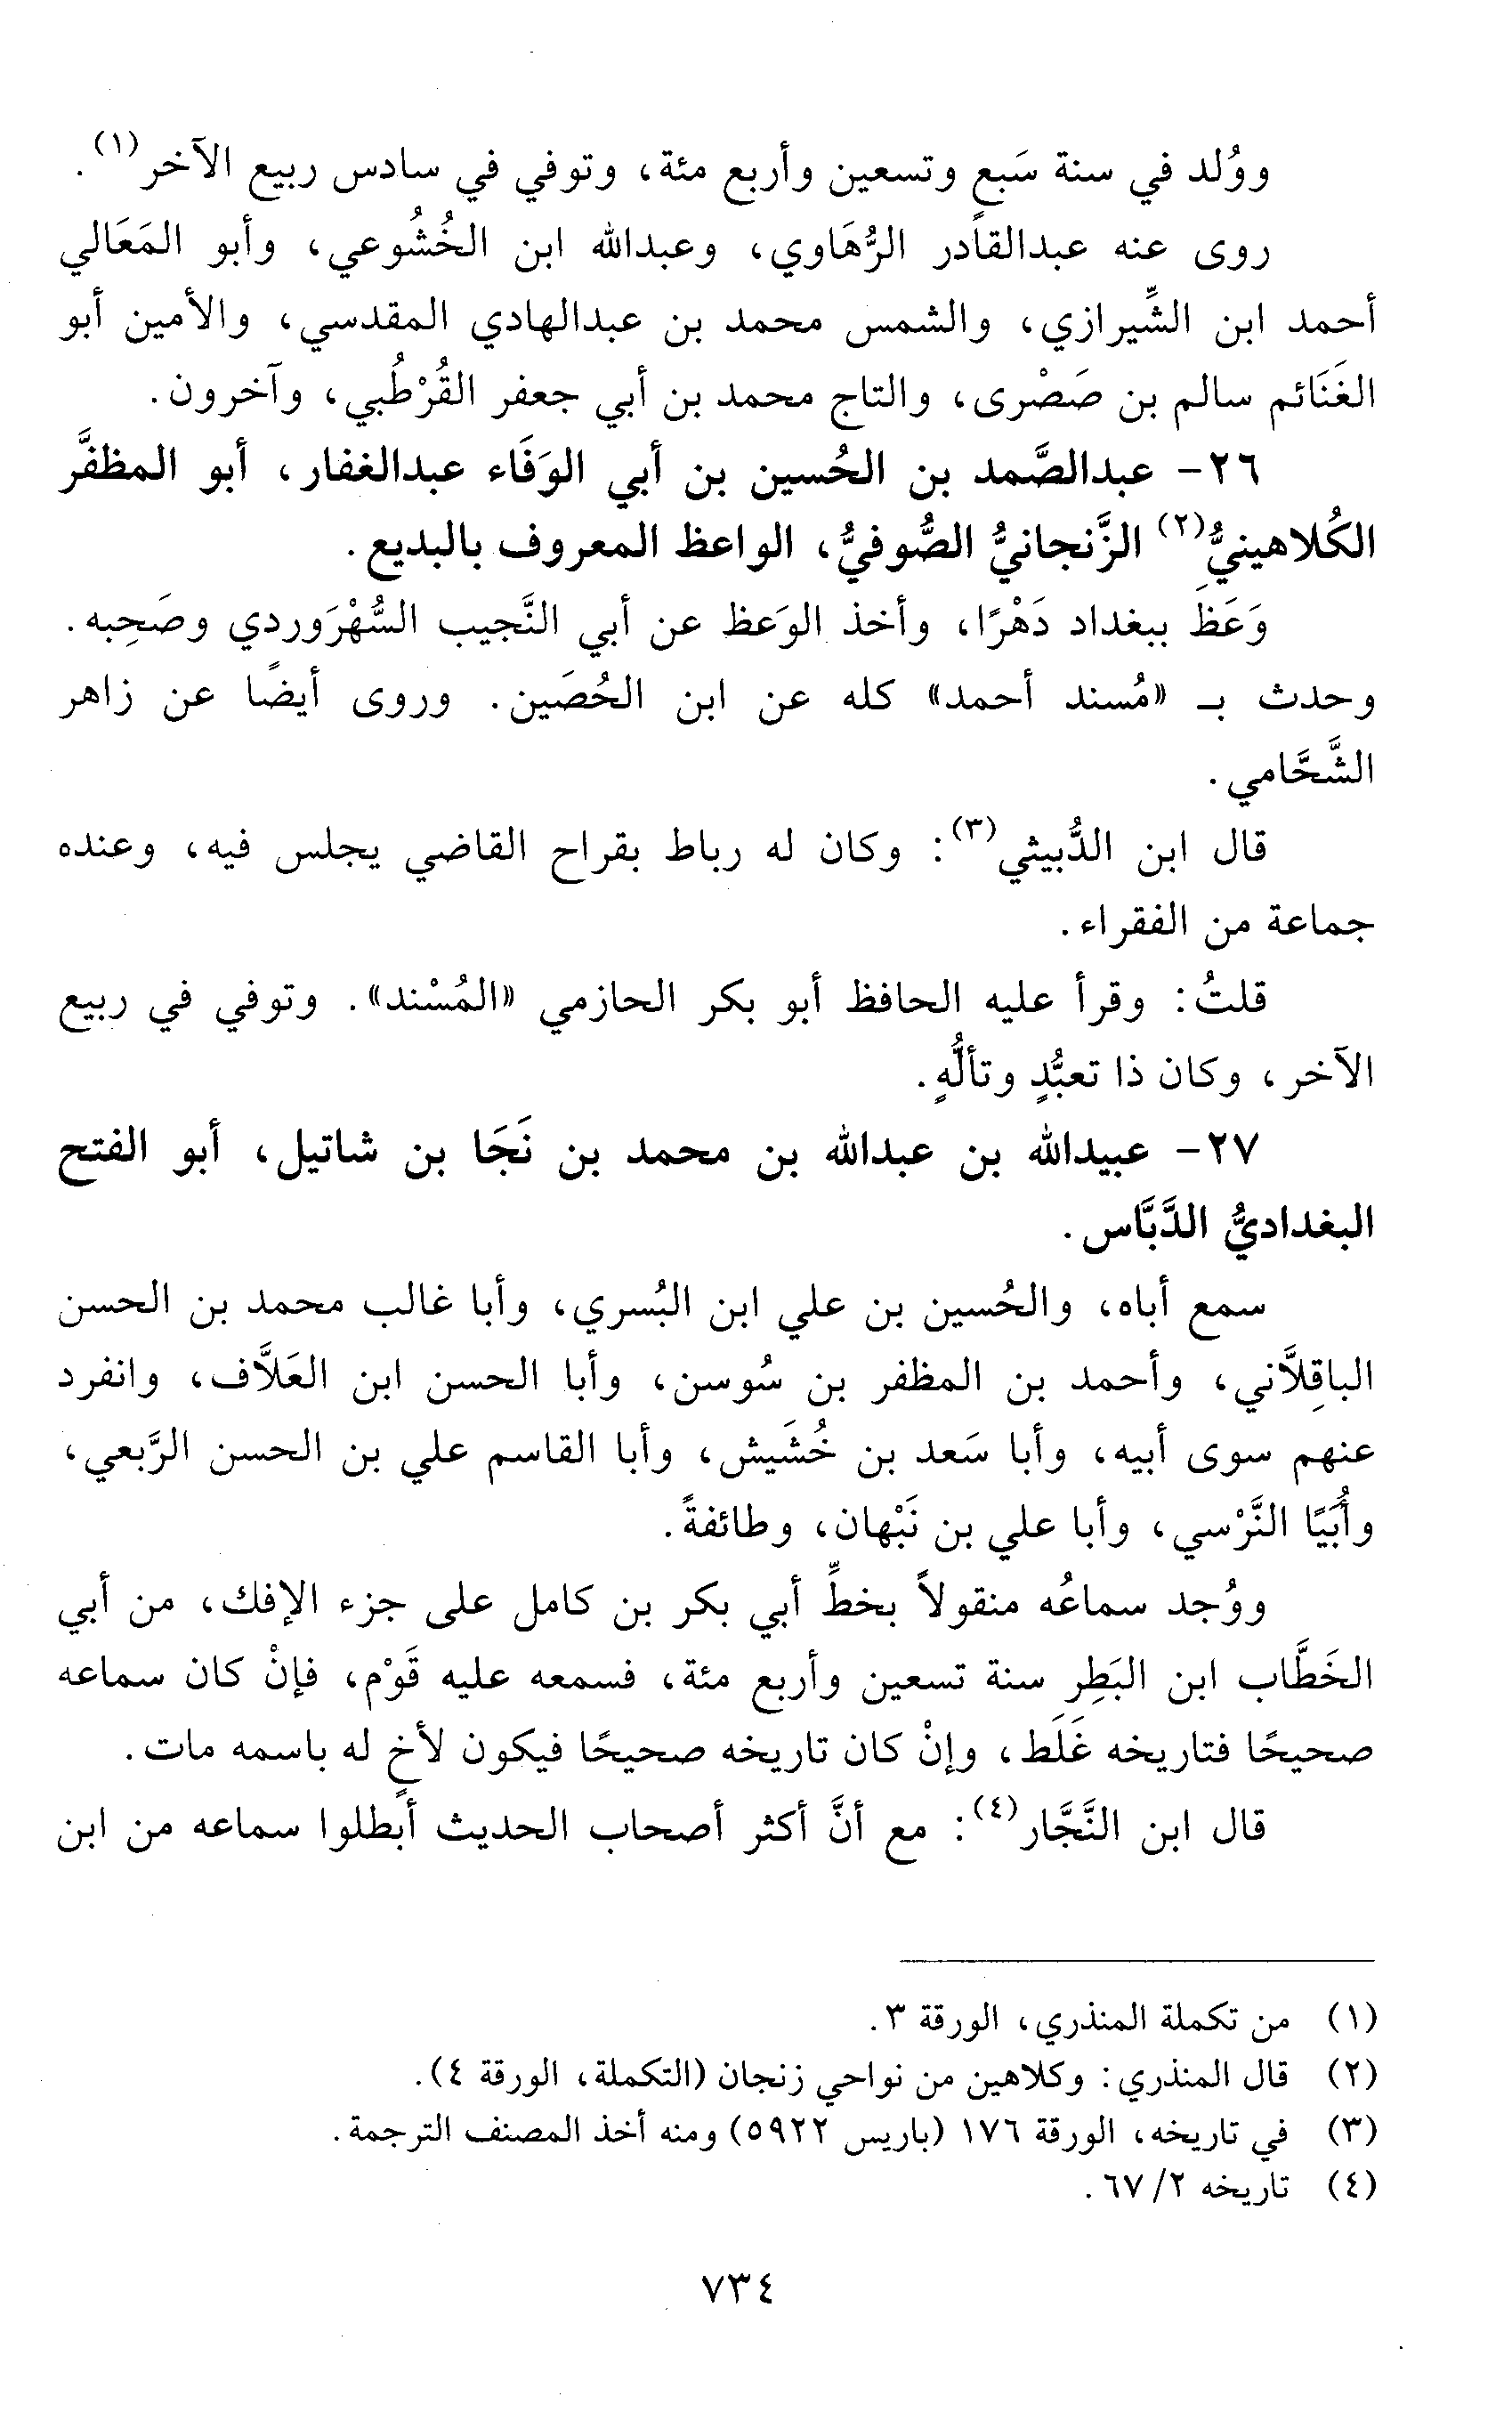 ووُلد في سنة سَبع وتسعين وأربع مئة، وتوفي في سادس ربيع الآخر(١).
روى عنه عبدالقادر الرُّهَاوي، وعبدالله ابن الخُشُوعي، وأبو المَعَالي
أحمد ابن الشِّيرازي، والشمس محمد بن عبدالهادي المقدسي، والأمين أبو
الغَنَائم سالم بن صَصْرى، والتاج محمد بن أبي جعفر القُرْطُبي، وآخرون.
٢٦- عبدالصَّمد بن الحُسين بن أبي الوَفَاء عبدالغفار، أبو المظفَّر
الكُلاهينيُّ(٢) الزَّنجانيُّ الصُّوفيُّ، الواعظ المعروف بالبديع.
وَعَظَ ببغداد دَهْرًا، وأخذ الوَعظ عن أبي النَّجيب السُّهْرَوردي وصَحِبه.
وحدث بـ «مُسند أحمد» كله عن ابن الحُصَين. وروى أيضًا عن زاهر
الشَّحَّامي.
قال ابن الدُّبيثي(٣): وكان له رباط بقراح القاضي يجلس فيه، وعنده
جماعة من الفقراء.
قلتُ: وقرأ عليه الحافظ أبو بكر الحازمي «المُسْند». وتوفي في ربيع
الآخر، وكان ذا تعبُّدٍ وتألُّهٍ.
٢٧- عبيدالله بن عبدالله بن محمد بن نَجَا بن شاتيل، أبو الفتح
البغداديُّ الدَّبَّاس.
سمع أباه، والحُسين بن علي ابن البُسري، وأبا غالب محمد بن الحسن
الباقِلاَّني، وأحمد بن المظفر بن سُوسن، وأبا الحسن ابن العَلاَّف، وانفرد
عنهم سوى أبيه، وأبا سَعد بن خُشَيش، وأبا القاسم علي بن الحسن الرَّبعي،
وأُبَيًا النَّرْسي، وأبا علي بن نَبْهان، وطائفةً.
ووُجد سماعُه منقولاً بخطِّ أبي بكر بن كامل على جزء الإفك، من أبي
الخَطَّاب ابن البَطِر سنة تسعين وأربع مئة، فسمعه عليه قَوْم، فإنْ كان سماعه
صحيحًا فتاريخه غَلَط، وإنْ كان تاريخه صحيحًا فيكون لأخٍ له باسمه مات.
قال ابن النَّجَّار(٤): مع أنَّ أكثر أصحاب الحديث أبطلوا سماعه من ابن
(١) من تكملة المنذري، الورقة ٣.
(٢) قال المنذري: وكلاهين من نواحي زنجان (التكملة، الورقة ٤).
(٣) في تاريخه، الورقة ١٧٦ (باريس ٥٩٢٢) ومنه أخذ المصنف الترجمة.
(٤) تاريخه ٢/ ٦٧.
٧٣٤